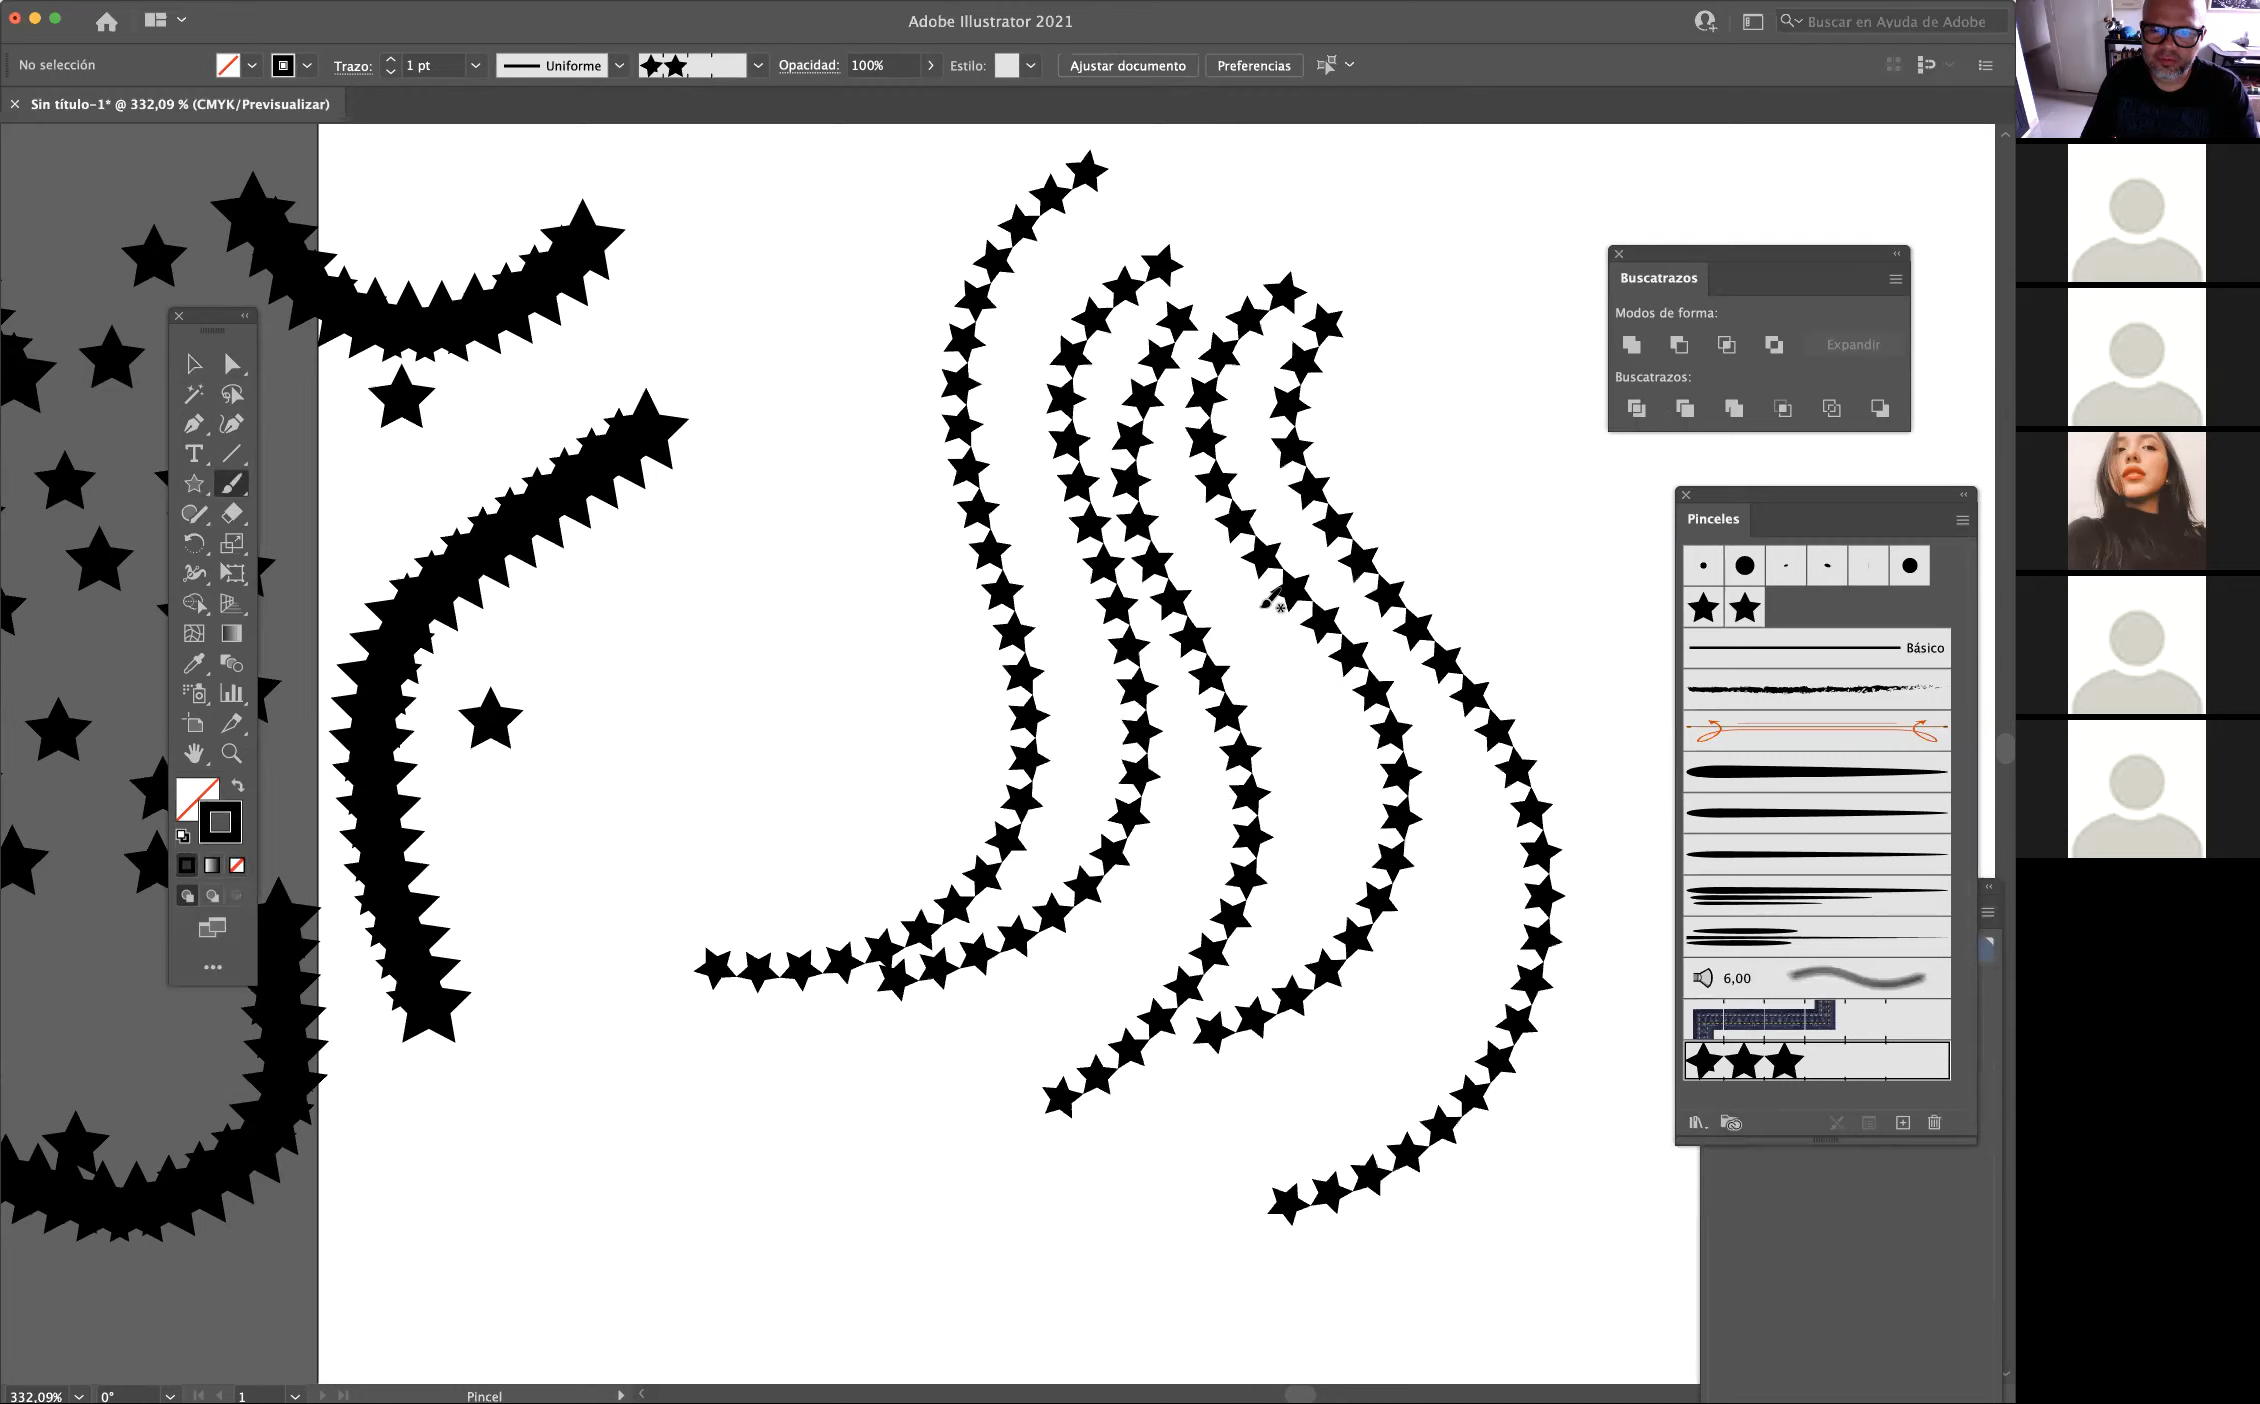 Adobe Illustrator 2021
Buscar en Ayuda de Adobe
No selección
Trazo:
1 pt
Uniforme
Opacidad:
100%
Estilo:
Ajustar documento
Preferencias
Sin título-1* @ 332,09 % (CMYK/Previsualizar)
Buscatrazos
Modos de forma:
Expandir
Buscatrazos:
Pinceles
Básico
6,00
332,09%
0°
1
Pincel